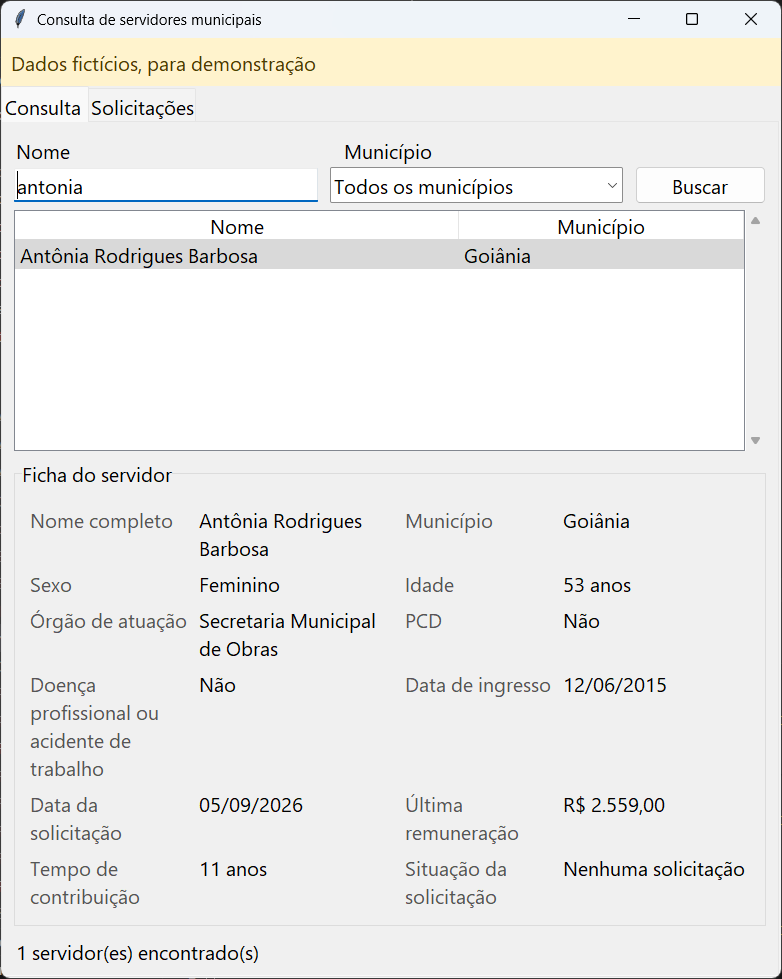 Consulta de servidores municipais
Dados fictícios, para demonstração
Consulta Solicitações
Nome Município
antonia Todos os municípios Buscar
Nome Município
Antônia Rodrigues Barbosa Goiânia
Ficha do servidor
Nome completo Antônia Rodrigues Município Goiânia
Barbosa
Sexo Feminino Idade 53 anos
Órgão de atuação Secretaria Municipal PCD Não
de Obras
Doença Não Data de ingresso 12/06/2015
profissional ou
acidente de
trabalho
Data da 05/09/2026 Última R$ 2.559,00
solicitação remuneração
Tempo de 11 anos Situação da Nenhuma solicitação
contribuição solicitação
1 servidor(es) encontrado(s)